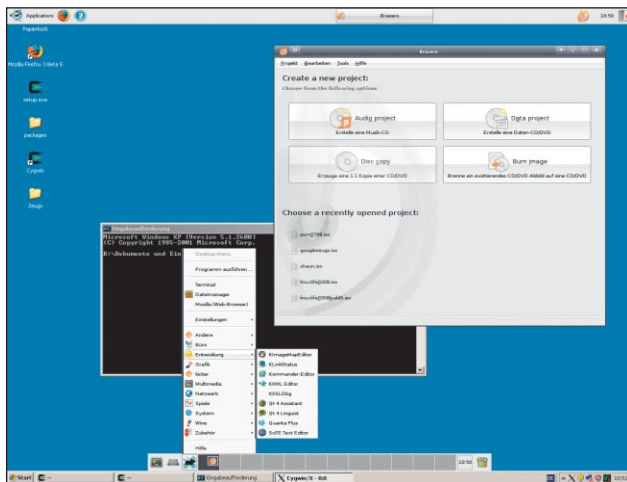 Applications
Brasero
10:50
Papierkorb
Mozilla Firefox 3 Beta 5
setup.exe
packages
Cygwin
Zeugs
Brasero
Projekt Bearbeiten Tools Hilfe
Create a new project:
Choose from the following options
Audio project
Erstelle eine Musik-CD
Data project
Erstelle eine Daten-CD/DVD
Disc copy
Erzeuge eine 1:1 Kopie einer CD/DVD
Burn image
Brenne ein existierendes CD/DVD-Abbild auf eine CD/DVD
Choose a recently opened project:
shaun.iso
Eingabeaufforderung
Microsoft Windows XP [Version 5.1.2600]
(C) Copyright 1985-2001 Microsoft Corp.
K:\Dokumente und Ein
Desktop-Menü
Programm ausführen...
Terminal
Dateimanager
Mozilla (Web-Browser)
Einstellungen
Andere
Büro
Entwicklung
Grafik
Multimedia
Netzwerk
Spiele
System
Wine
Zubehör
Hilfe
KImageMapEditor
KLinkStatus
Kommander-Editor
KXML Editor
KXSLDbg
Qt 4 Assistant
Qt 4 Linguist
Quanta Plus
SciTE Text Editor
10:50
Start
Eingabeaufforderung
Cygwin/X - 0:0